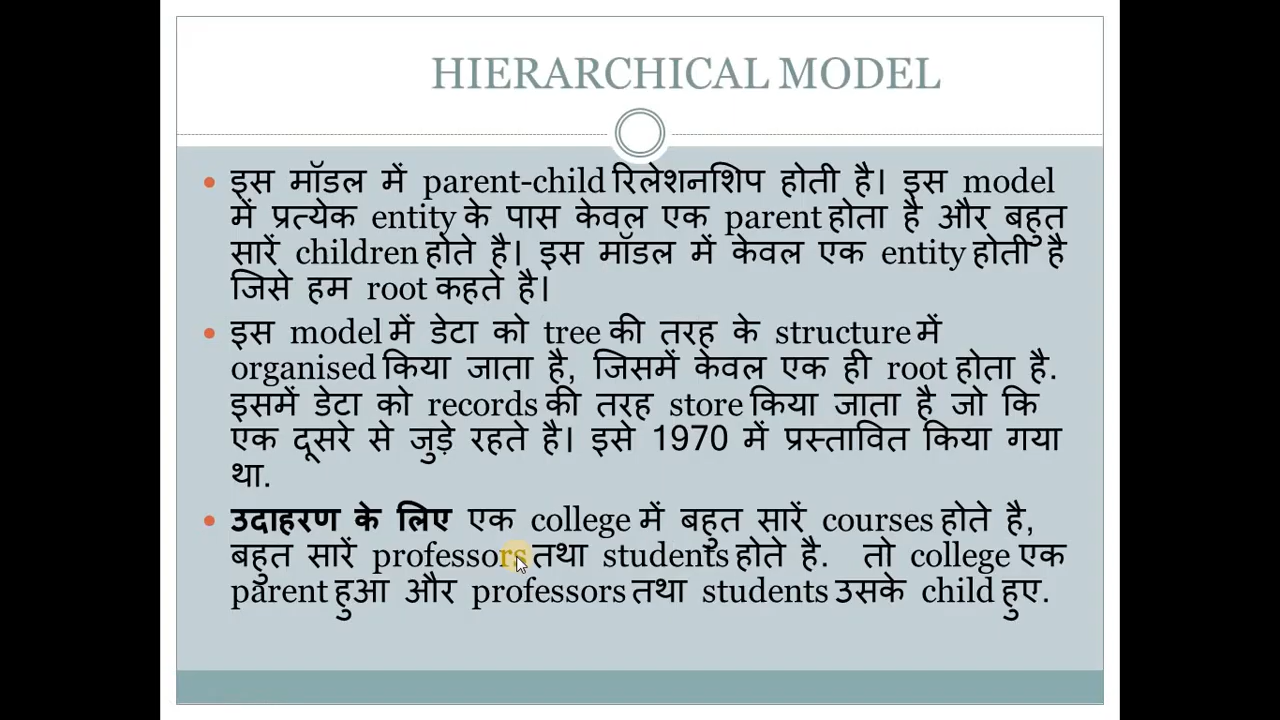 HIERARCHICAL MODEL
इस मॉडल में parent-child रिलेशनशिप होती है। इस model
में प्रत्येक entity के पास केवल एक parent होता है और बहुत
सारें children होते है। इस मॉडल में केवल एक entity होती है
जिसे हम root कहते है।
इस model में डेटा को tree की तरह के structure में
organised किया जाता है, जिसमें केवल एक ही root होता है.
इसमें डेटा को records की तरह store किया जाता है जो कि
एक दूसरे से जुड़े रहते है। इसे 1970 में प्रस्तावित किया गया
था.
उदाहरण के लिए एक college में बहुत सारें courses होते है,
बहुत सारें professors तथा students होते है. तो college एक
parent हुआ और professors तथा students उसके child हुए.